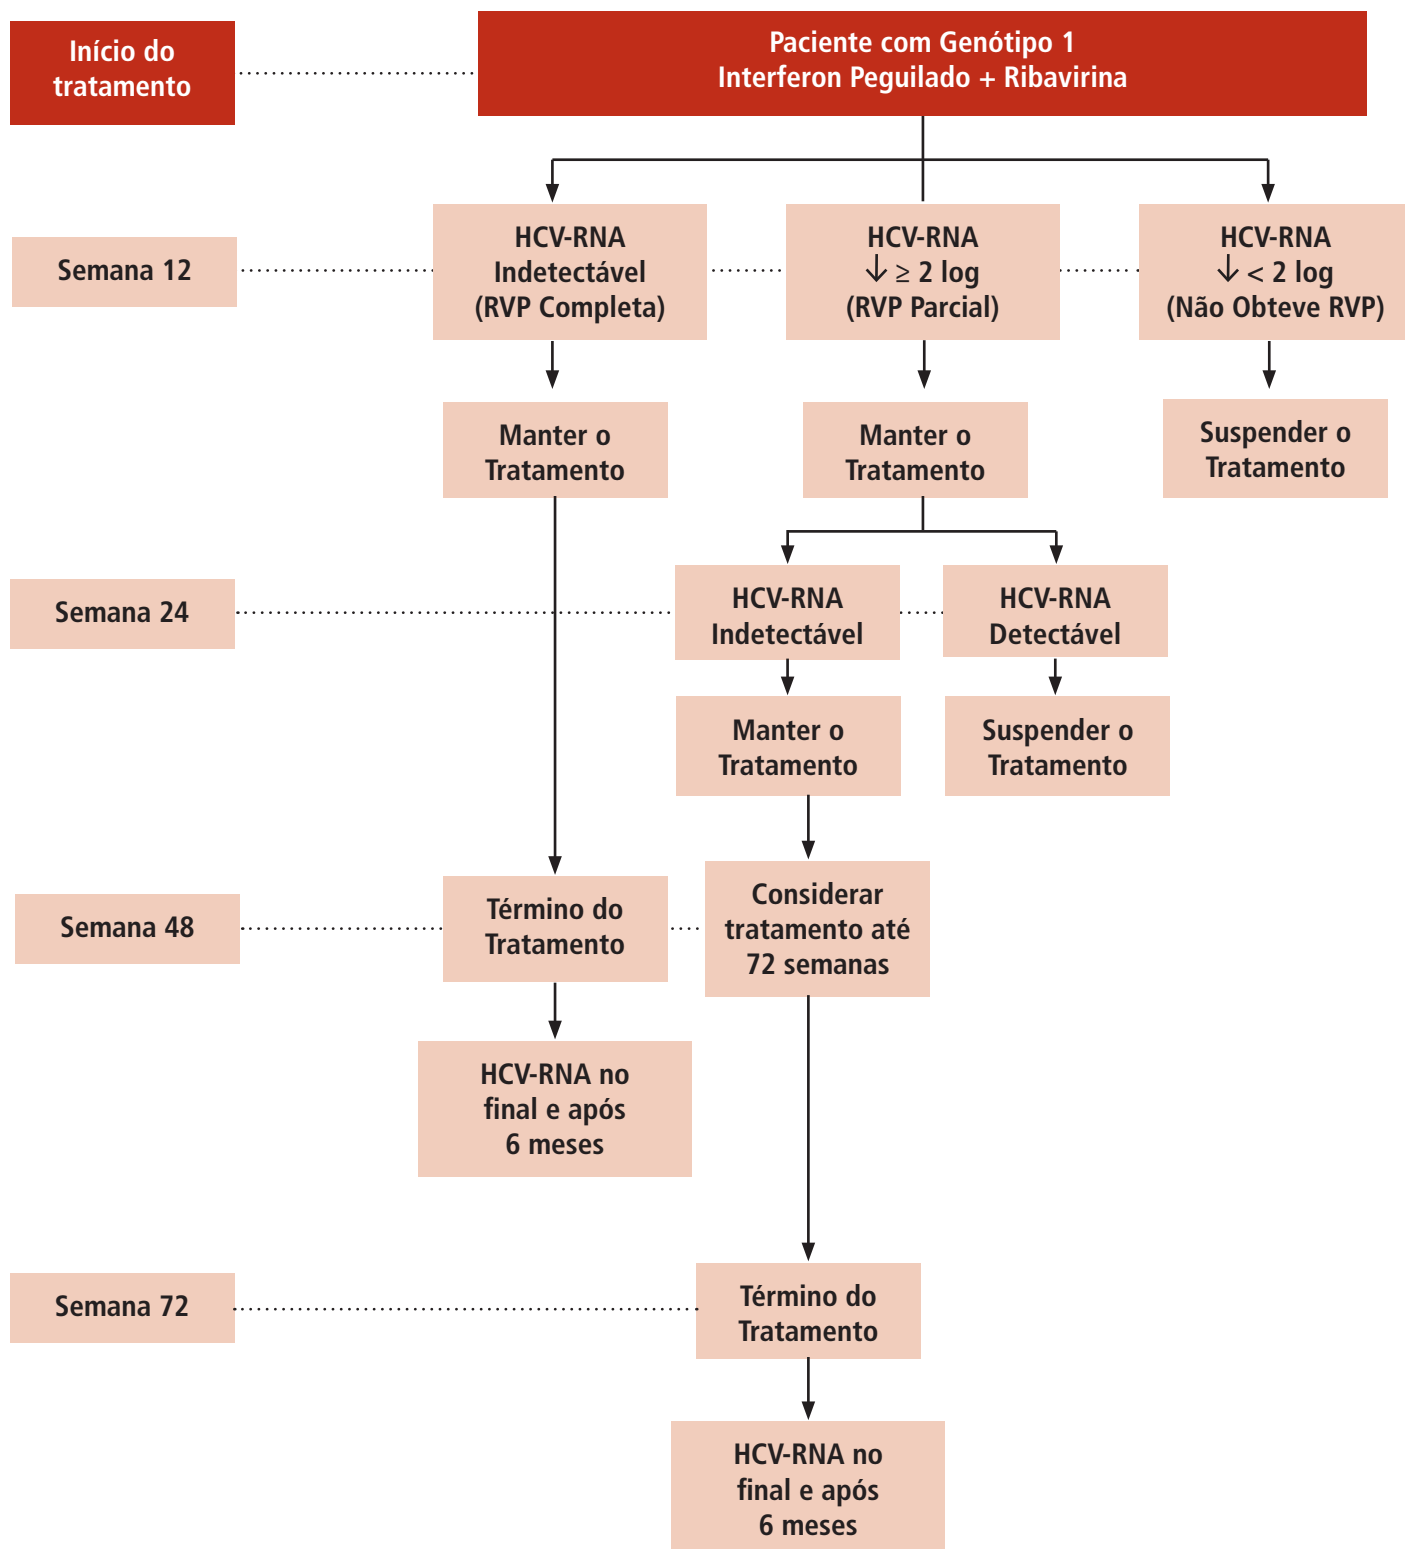 Início do
tratamento
Paciente com Genótipo 1
Interferon Peguilado + Ribavirina
Semana 12
HCV-RNA
Indetectável
(RVP Completa)
HCV-RNA
↓ ≥ 2 log
(RVP Parcial)
HCV-RNA
↓ < 2 log
(Não Obteve RVP)
Manter o
Tratamento
Manter o
Tratamento
Suspender o
Tratamento
Semana 24
HCV-RNA
Indetectável
HCV-RNA
Detectável
Manter o
Tratamento
Suspender o
Tratamento
Semana 48
Término do
Tratamento
Considerar
tratamento até
72 semanas
HCV-RNA no
final e após
6 meses
Semana 72
Término do
Tratamento
HCV-RNA no
final e após
6 meses